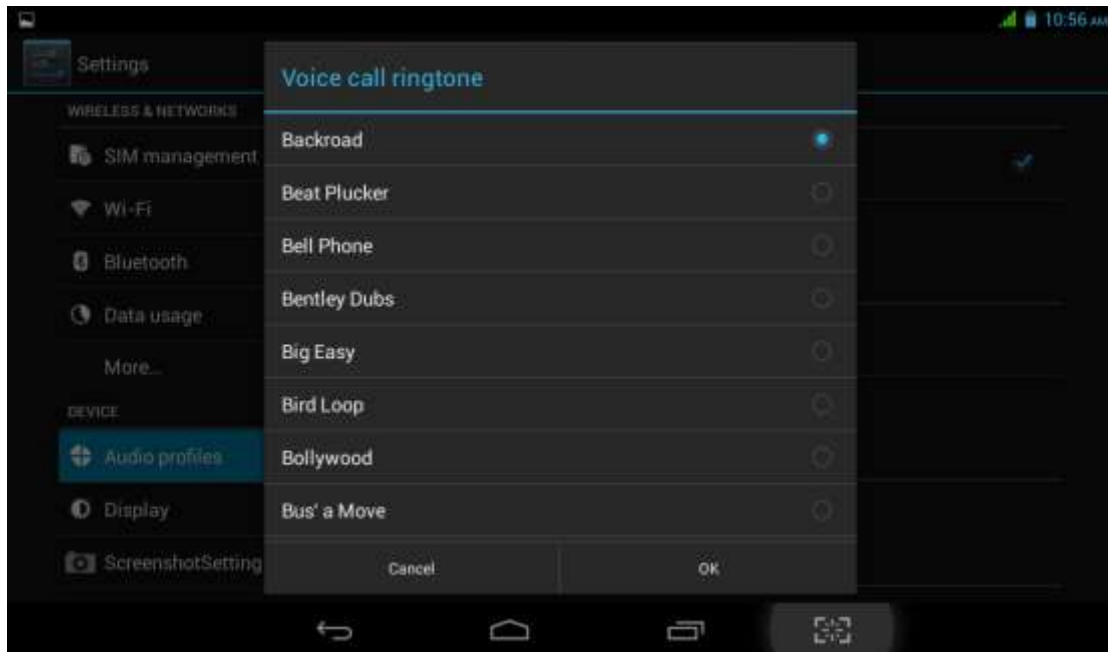 10:56 AM
Settings
Voice call ringtone
WIRELESS & NETWORKS
SIM management
Wi-Fi
Bluetooth
Data usage
More...
DEVICE
Audio profiles
Display
ScreenshotSetting
Backroad
Beat Plucker
Bell Phone
Bentley Dubs
Big Easy
Bird Loop
Bollywood
Bus' a Move
Cancel
OK